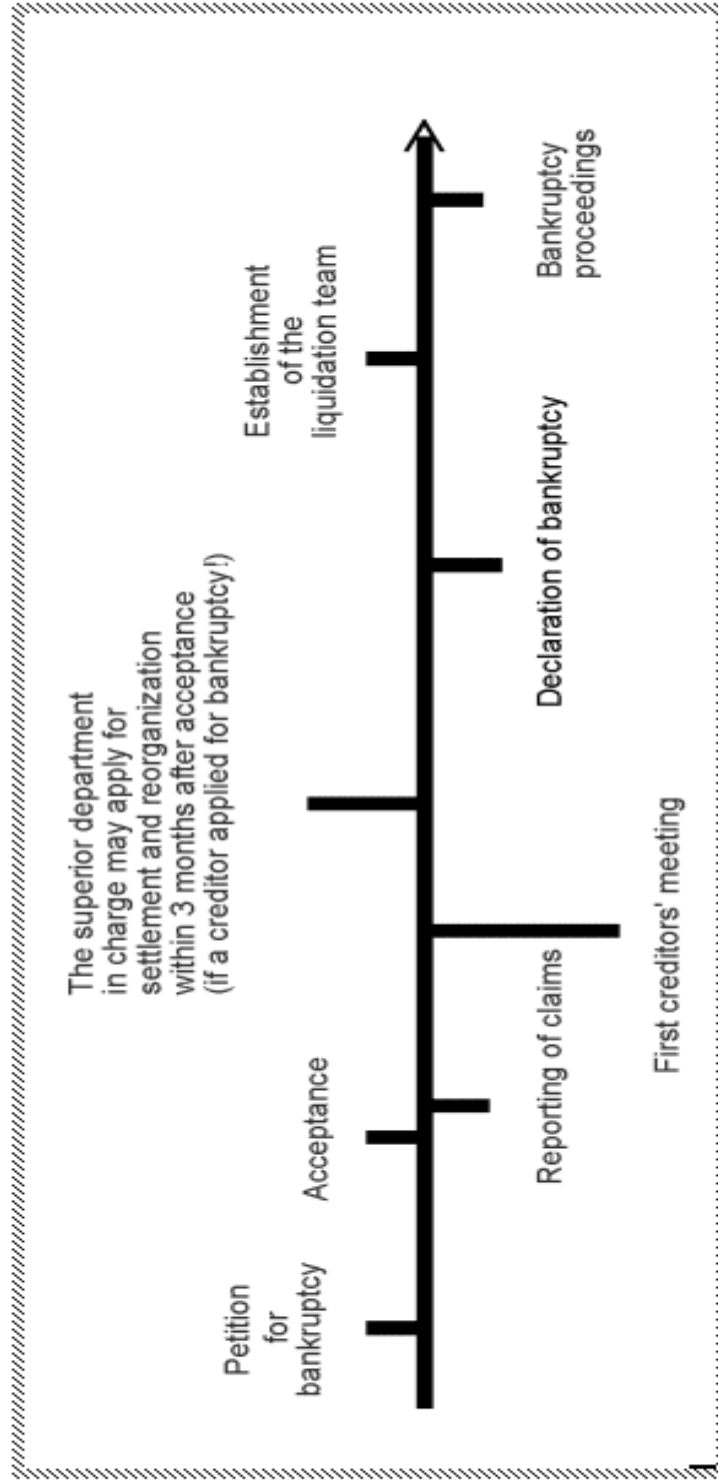 The superior department
in charge may apply for
settlement and reorganization
within 3 months after acceptance
(if a creditor applied for bankruptcy!)
Petition
for
bankruptcy
Acceptance
Establishment
of the
liquidation team
Reporting of claims
First creditors' meeting
Declaration of bankruptcy
Bankruptcy
proceedings